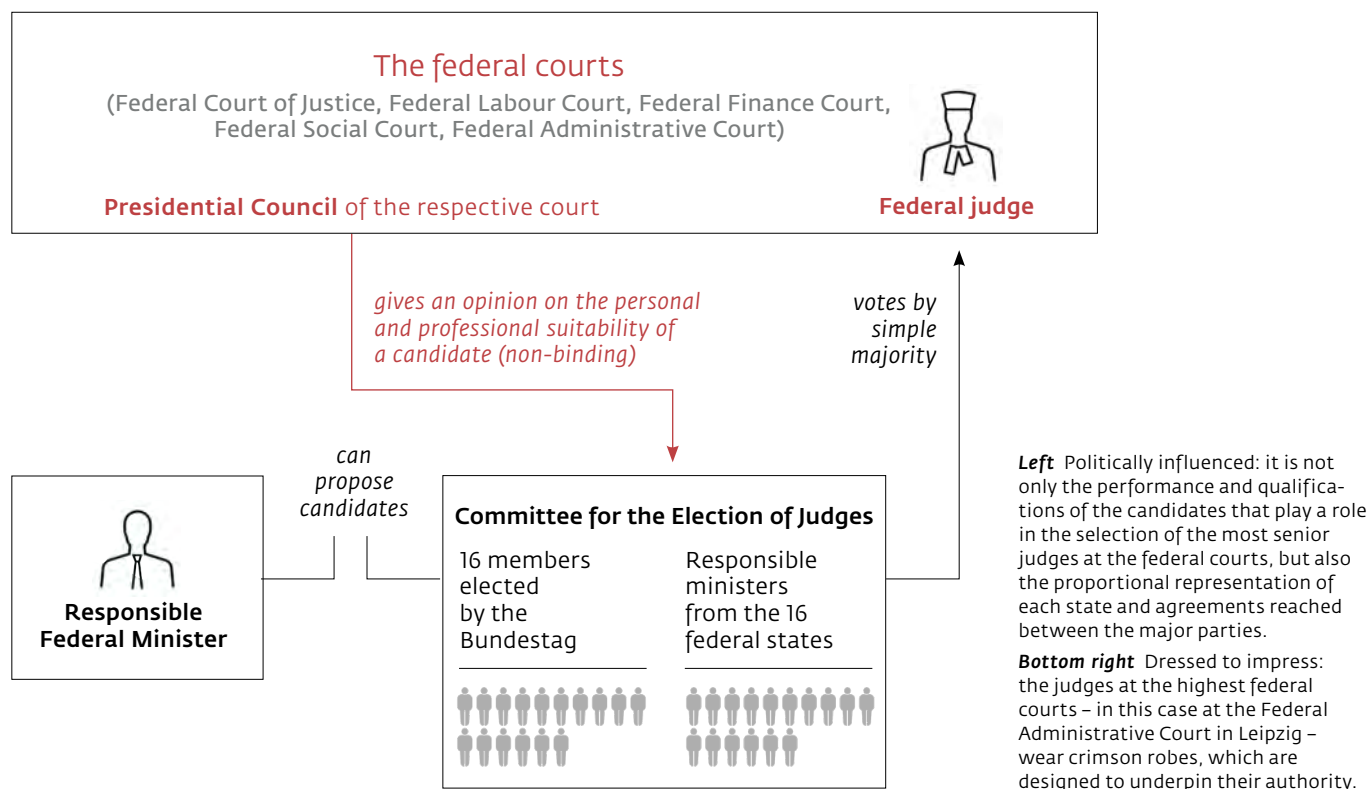 The federal courts
(Federal Court of Justice, Federal Labour Court, Federal Finance Court,
Federal Social Court, Federal Administrative Court)
Presidential Council of the respective court
Federal judge
gives an opinion on the personal
and professional suitability of
a candidate (non-binding)
votes by
simple
majority
can
propose
candidates
Responsible
Federal Minister
Committee for the Election of Judges
16 members
elected
by the
Bundestag
Responsible
ministers
from the 16
federal states
Left Politically influenced: it is not
only the performance and qualifica-
tions of the candidates that play a role
in the selection of the most senior
judges at the federal courts, but also
the proportional representation of
each state and agreements reached
between the major parties.
Bottom right Dressed to impress:
the judges at the highest federal
courts – in this case at the Federal
Administrative Court in Leipzig –
wear crimson robes, which are
designed to underpin their authority.